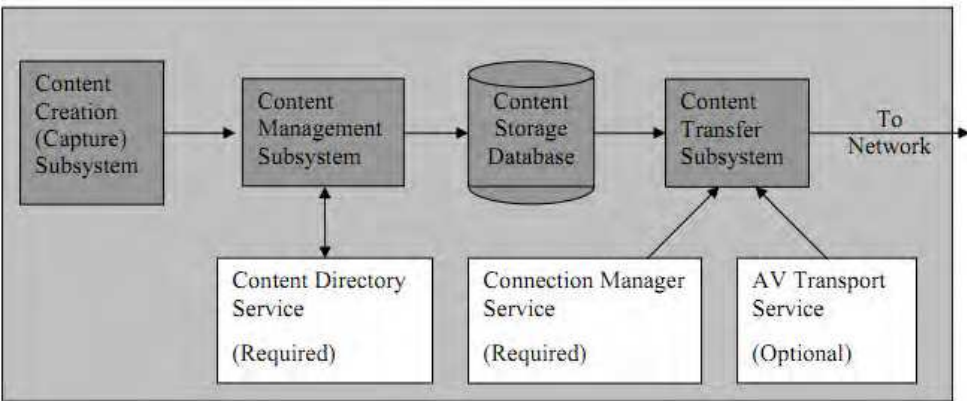 Content
Creation
(Capture)
Subsystem
Content
Management
Subsystem
Content
Storage
Database
Content
Transfer
Subsystem
To
Network
Content Directory
Service
(Required)
Connection Manager
Service
(Required)
AV Transport
Service
(Optional)